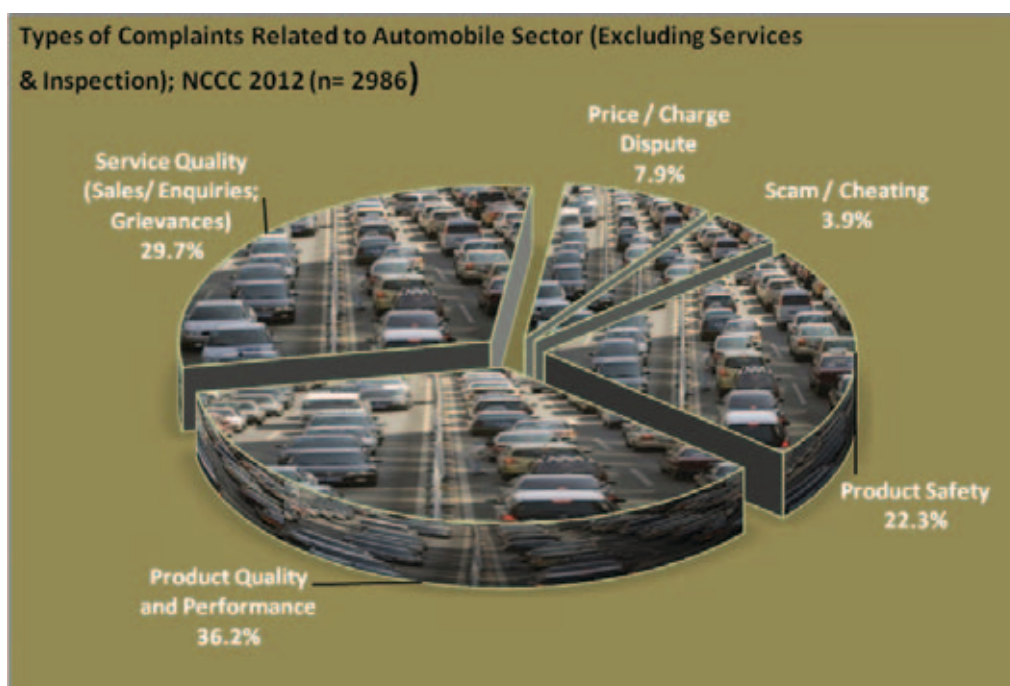 Types of Complaints Related to Automobile Sector (Excluding Services
& Inspection); NCCC 2012 (n= 2986)
Price / Charge
Dispute
7.9%
Service Quality
(Sales/ Enquiries;
Grievances)
29.7%
Scam / Cheating
3.9%
Product Safety
22.3%
Product Quality
and Performance
36.2%